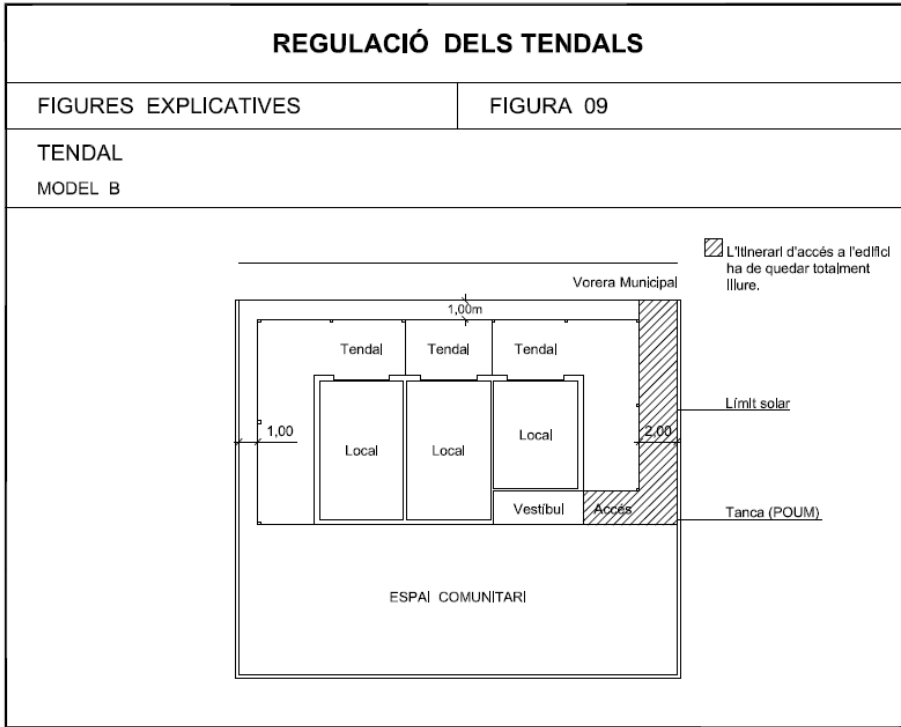 REGULACIÓ DELS TENDALS
FIGURES EXPLICATIVES
FIGURA 09
TENDAL
MODEL B
L'Itinerari d'accés a l'edifici
ha de quedar totalment
lliure.
Vorera Municipal
1,00m
Tendal
Tendal
Tendal
Límit solar
1,00
2,00
Local
Local
Local
Vestíbul
Accés
Tanca (POUM)
ESPAI COMUNITARI